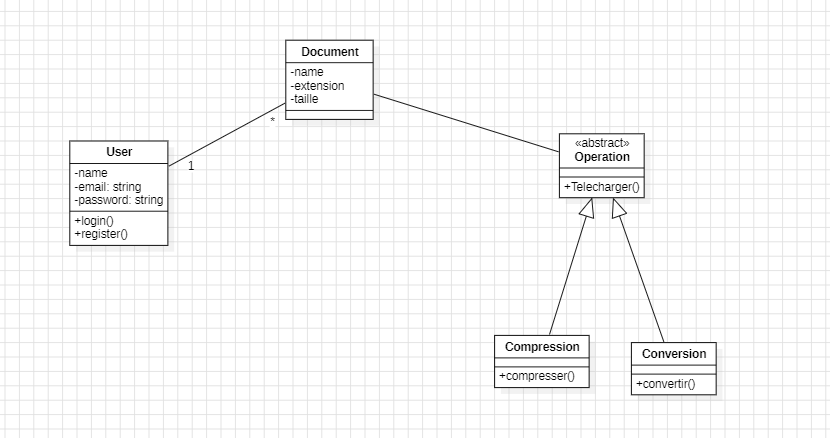 Document
-name
-extension
-taille
*
1
User
-name
-email: string
-password: string
+login()
+register()
«abstract»
Operation
+Telecharger()
Compression
+compresser()
Conversion
+convertir()